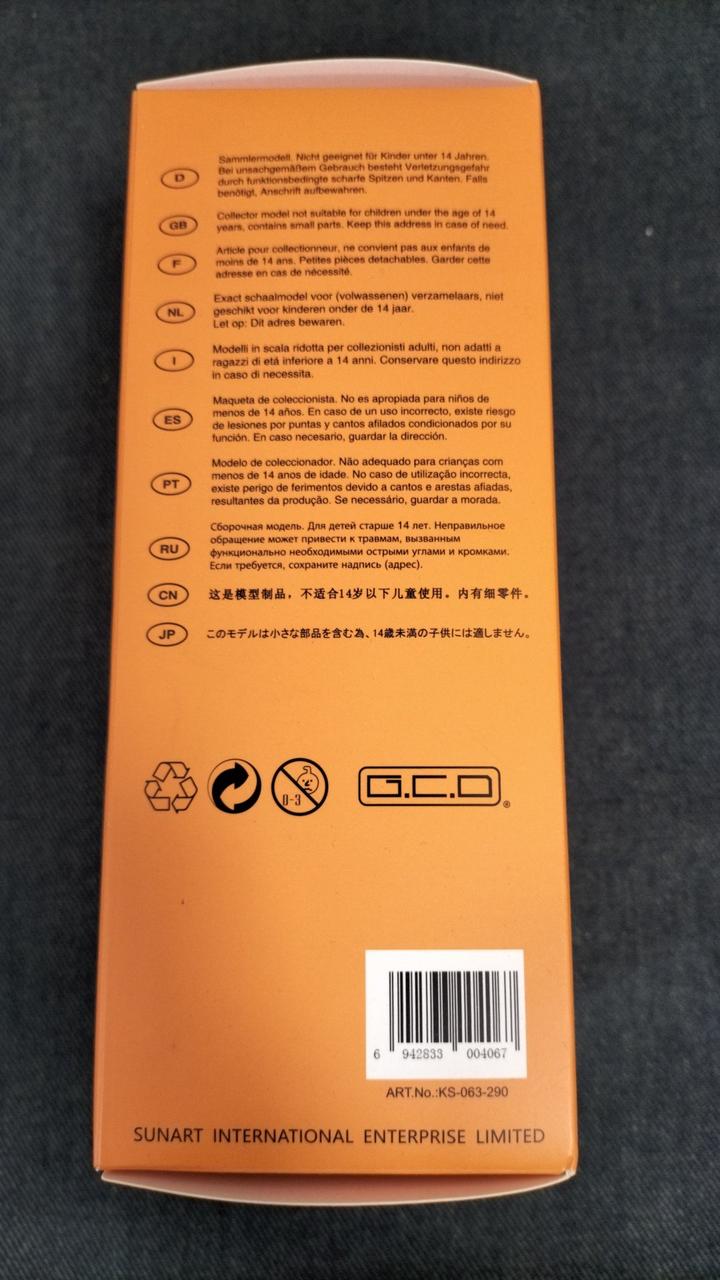 D
Sammlermodell. Nicht geeignet für Kinder unter 14 Jahren.
Bei unsachgemäßem Gebrauch besteht Verletzungsgefahr
durch funktionsbedingte scharfe Spitzen und Kanten. Falls
benötigt, Anschrift aufbewahren.
GB
Collector model not suitable for children under the age of 14
years, contains small parts. Keep this address in case of need.
F
Article pour collectionneur, ne convient pas aux enfants de
moins de 14 ans. Petites pièces detachables. Garder cette
adresse en cas de nécessité.
NL
Exact schaalmodel voor (volwassenen) verzamelaars, niet
geschikt voor kinderen onder de 14 jaar.
Let op: Dit adres bewaren.
I
Modelli in scala ridotta per collezionisti adulti, non adatti a
ragazzi di etá inferiore a 14 anni. Conservare questo indirizzo
in caso di necessita.
ES
Maqueta de coleccionista. No es apropiada para niños de
menos de 14 años. En caso de un uso incorrecto, existe riesgo
de lesiones por puntas y cantos afilados condicionados por su
función. En caso necesario, guardar la dirección.
PT
Modelo de coleccionador. Não adequado para crianças com
menos de 14 anos de idade. No caso de utilização incorrecta,
existe perigo de ferimentos devido a cantos e arestas afiadas,
resultantes da produção. Se necessário, guardar a morada.
RU
Сборочная модель. Для детей старше 14 лет. Неправильное
обращение может привести к травмам, вызванным
функционально необходимыми острыми углами и кромками.
Если требуется, сохраните надпись (адрес).
CN
这是模型制品，不适合14岁以下儿童使用。内有细零件。
JP
このモデルは小さな部品を含む為、14歳未満の子供には適しません。
0-3
G.C.D
®
6 942833 004067
ART.No.:KS-063-290
SUNART INTERNATIONAL ENTERPRISE LIMITED